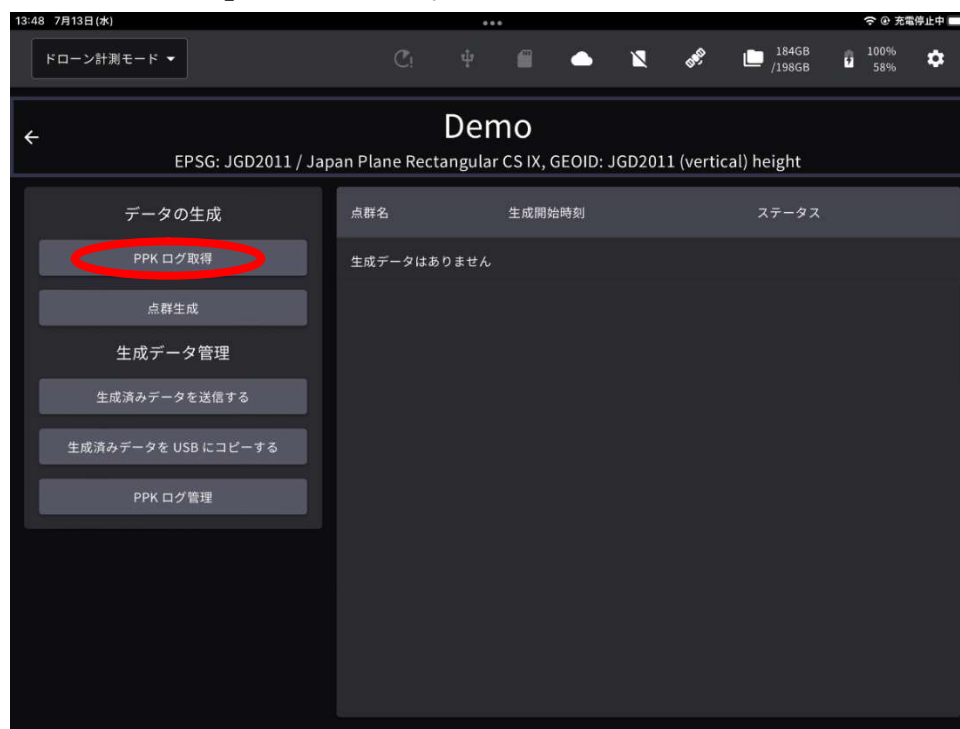 13:48 7月13日(水)
充電停止中
ドローン計測モード
184GB
/198GB
100%
58%
Demo
EPSG: JGD2011 / Japan Plane Rectangular CS IX, GEOID: JGD2011 (vertical) height
データの生成
PPK ログ取得
点群生成
生成データ管理
生成済みデータを送信する
生成済みデータを USB にコピーする
PPK ログ管理
点群名 生成開始時刻 ステータス
生成データはありません